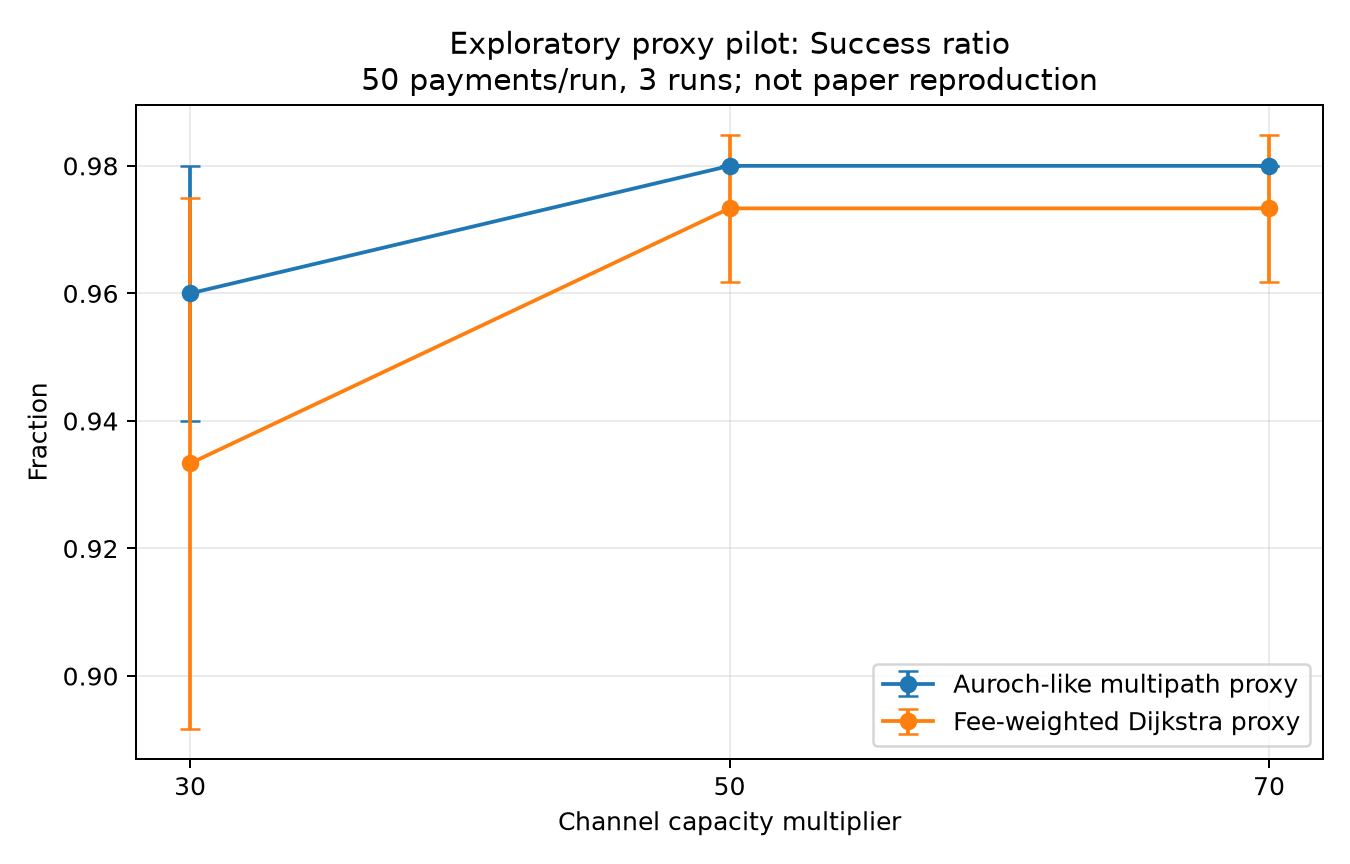 Exploratory proxy pilot: Success ratio
50 payments/run, 3 runs; not paper reproduction
Fraction
0.98
0.96
0.94
0.92
0.90
30
50
70
Channel capacity multiplier
Auroch-like multipath proxy
Fee-weighted Dijkstra proxy